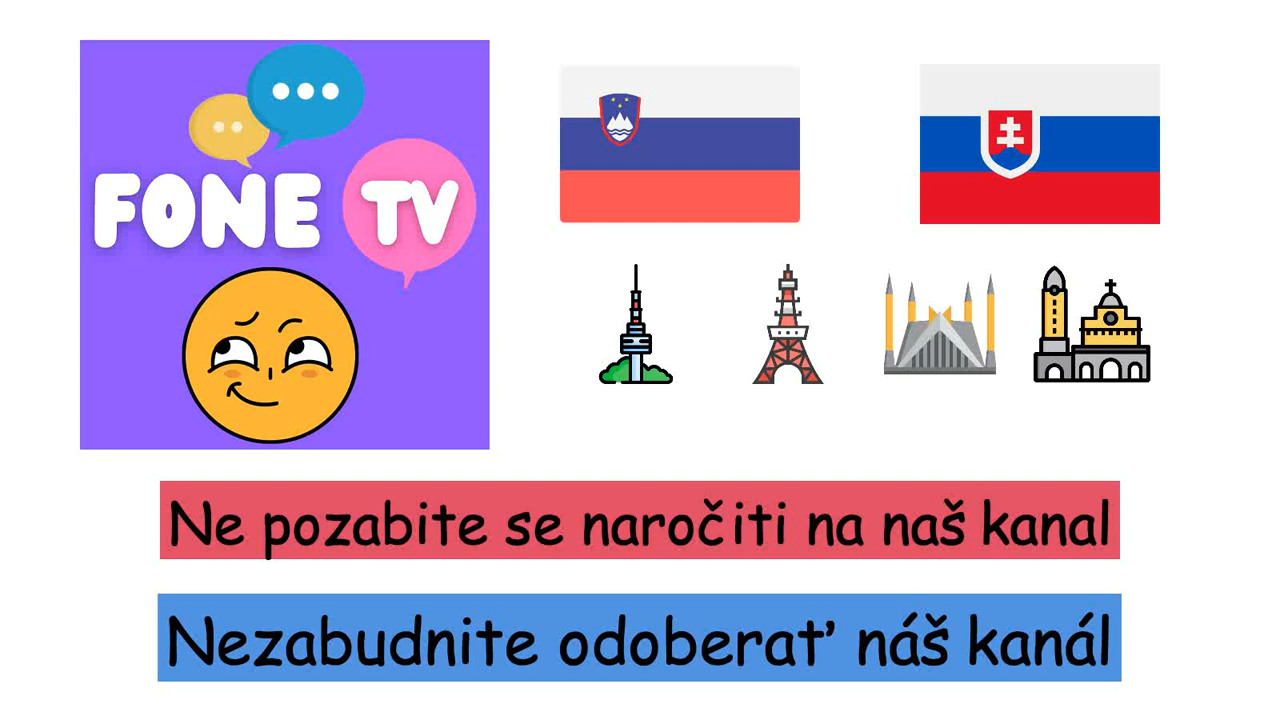 FONE TV
Ne pozabite se naročiti na naš kanal
Nezabudnite odoberať náš kanál